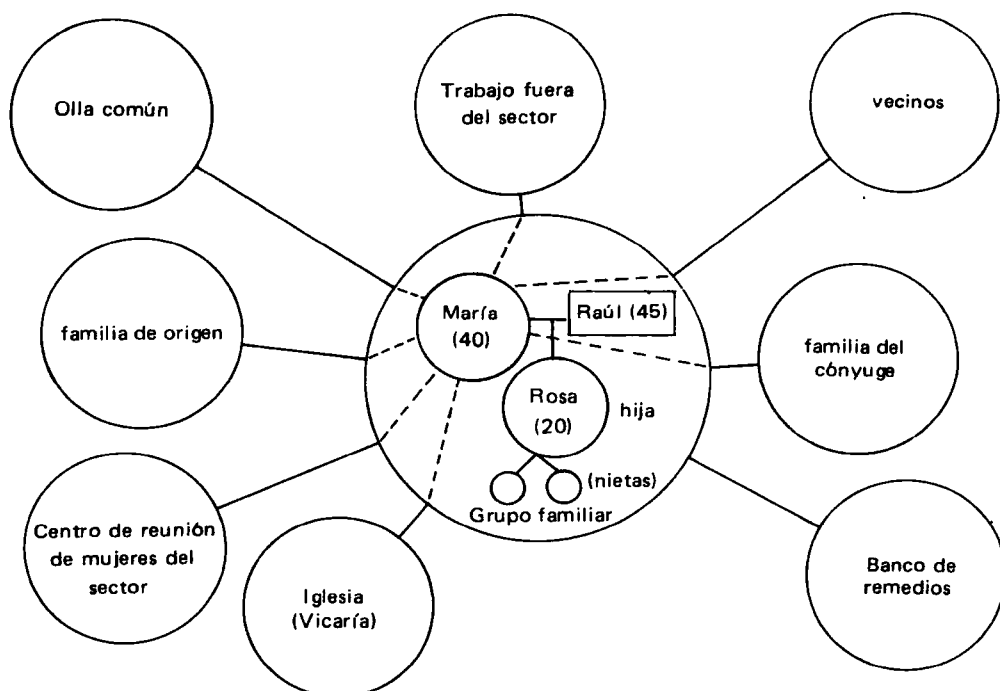 Olla común
Trabajo fuera
del sector
vecinos
familia de origen
María
(40)
Raúl (45)
familia del
cónyuge
Rosa
(20)
hija
(nietas)
Grupo familiar
Centro de reunión
de mujeres del
sector
Iglesia
(Vicaría)
Banco de
remedios